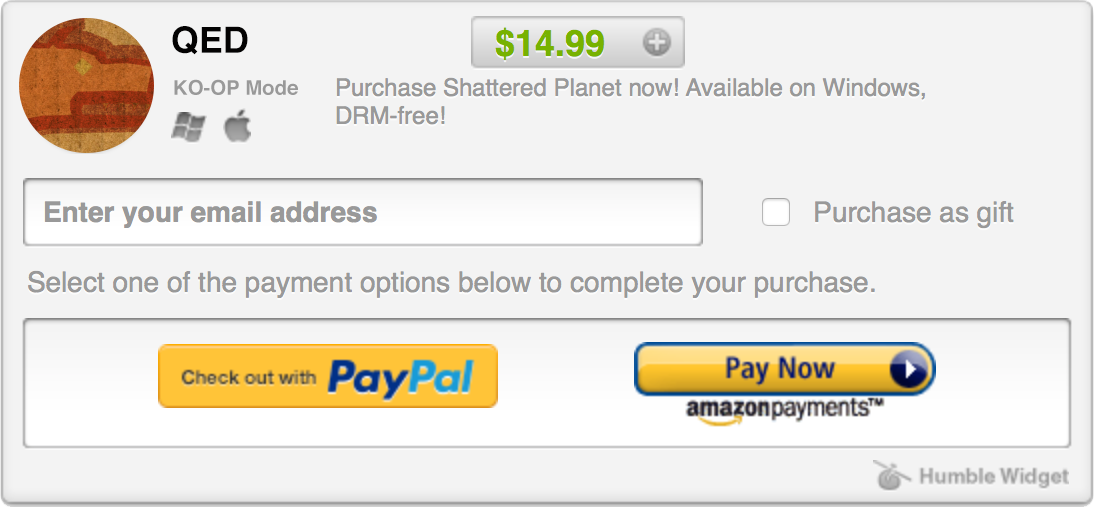 QED
$14.99
KO-OP Mode
Purchase Shattered Planet now! Available on Windows,
DRM-free!
Enter your email address
Purchase as gift
Select one of the payment options below to complete your purchase.
Check out with PayPal
Pay Now
amazonpayments™
Humble Widget